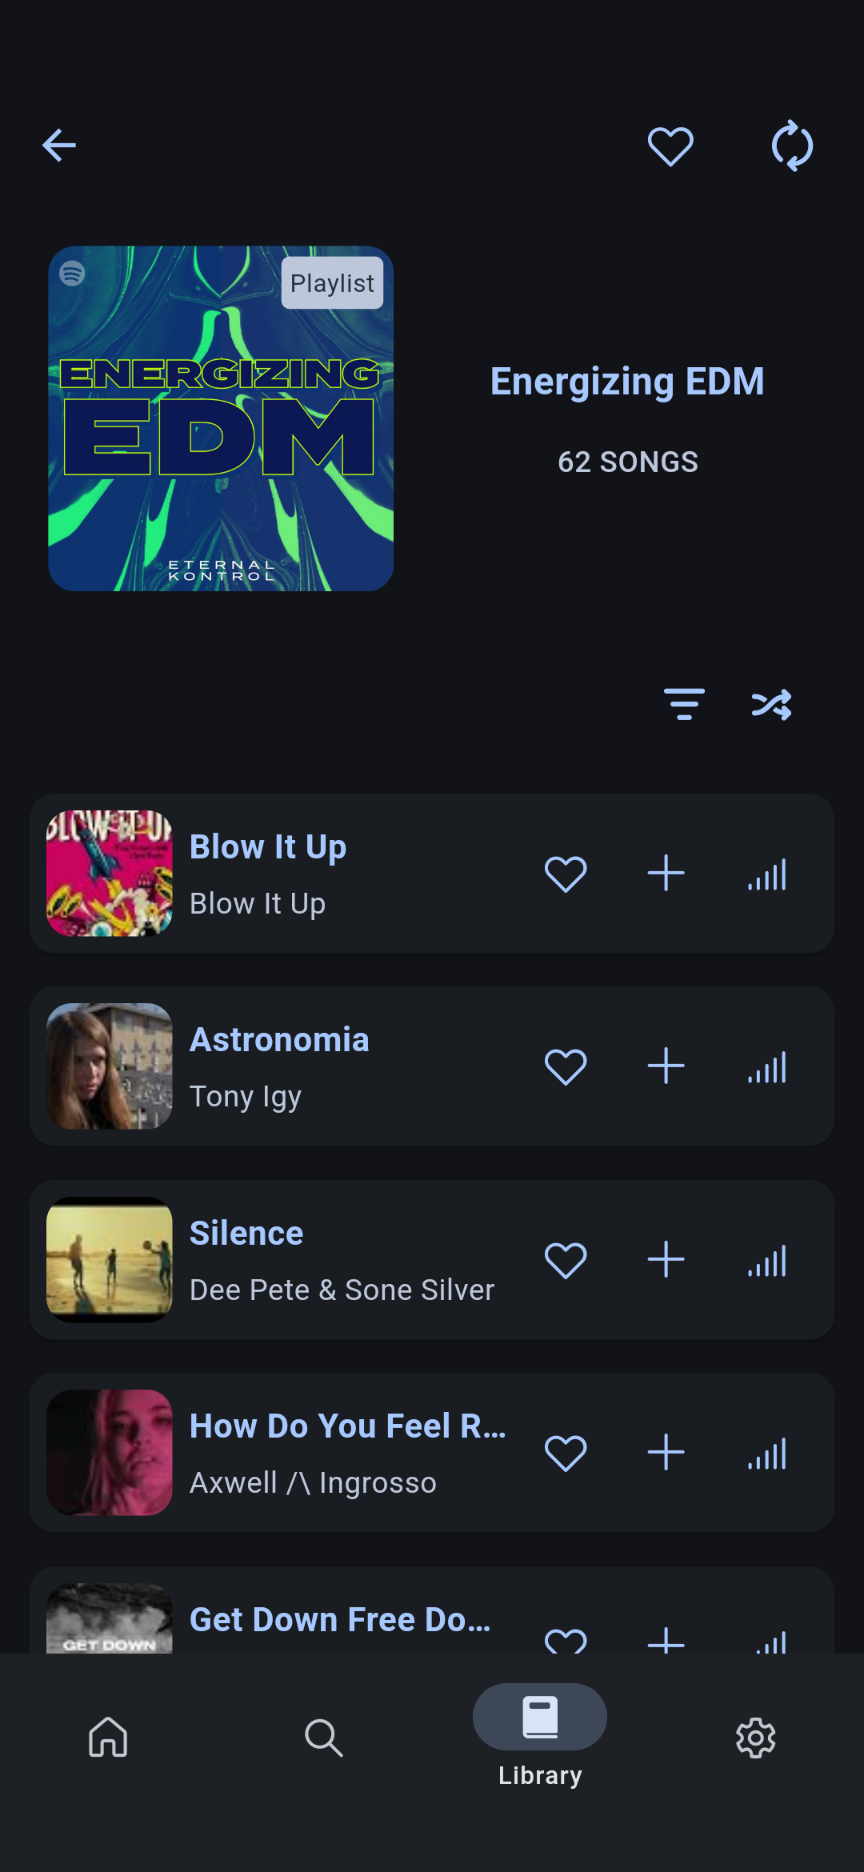 Playlist
ENERGIZING
EDM
ETERNAL
KONTROL
Energizing EDM
62 SONGS
BLOW IT UP
Blow It Up
Blow It Up
Astronomia
Tony Igy
Silence
Dee Pete & Sone Silver
How Do You Feel R...
Axwell /\ Ingrosso
GET DOWN
Get Down Free Do...
Library